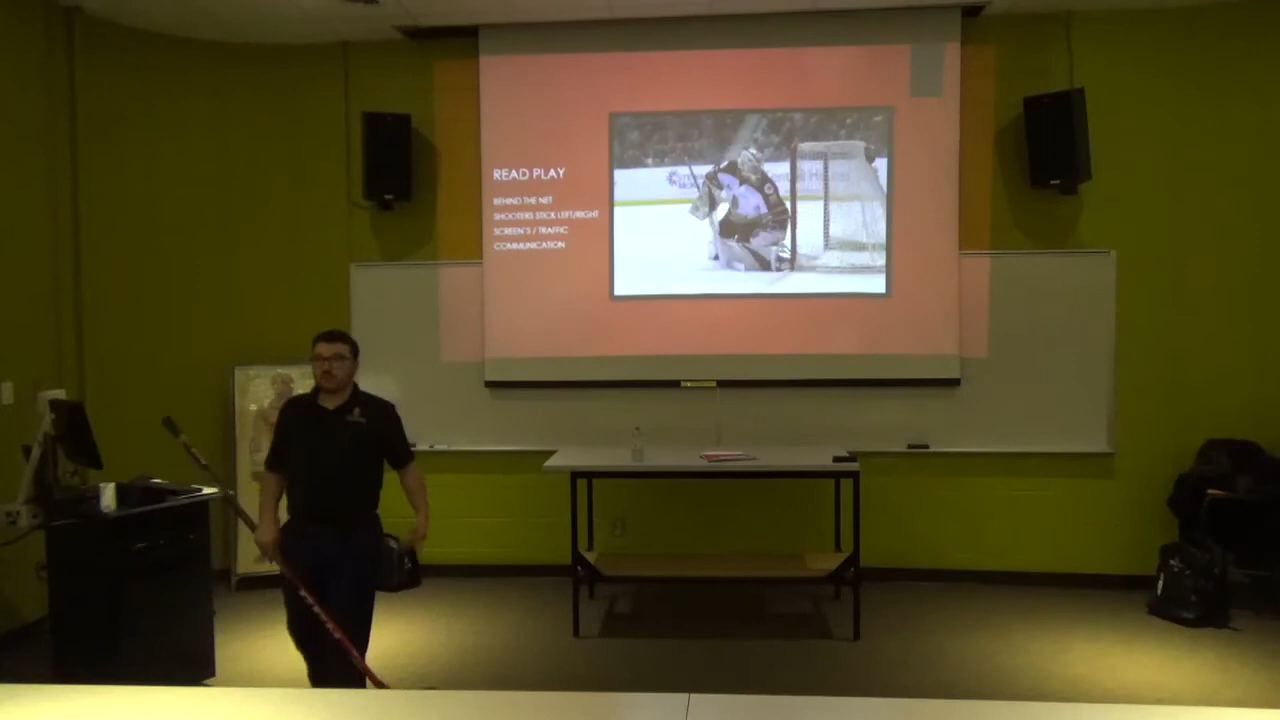 READ PLAY
BEHIND THE NET
SHOOTERS STICK LEFT/RIGHT
SCREEN'S / TRAFFIC
COMMUNICATION